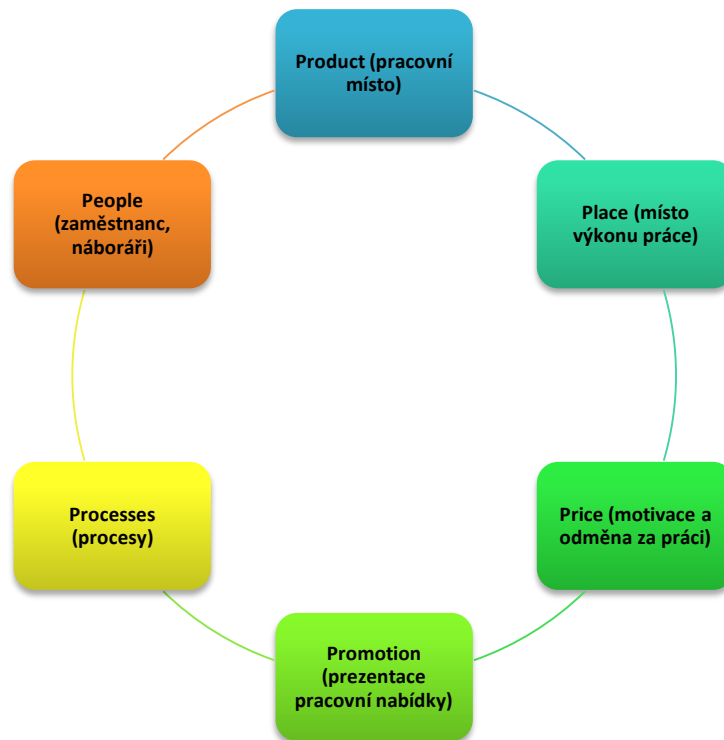 Product (pracovní
místo)
Place (místo
výkonu práce)
Price (motivace a
odměna za práci)
Promotion
(prezentace
pracovní nabídky)
Processes
(procesy)
People
(zaměstnanc,
náboráři)